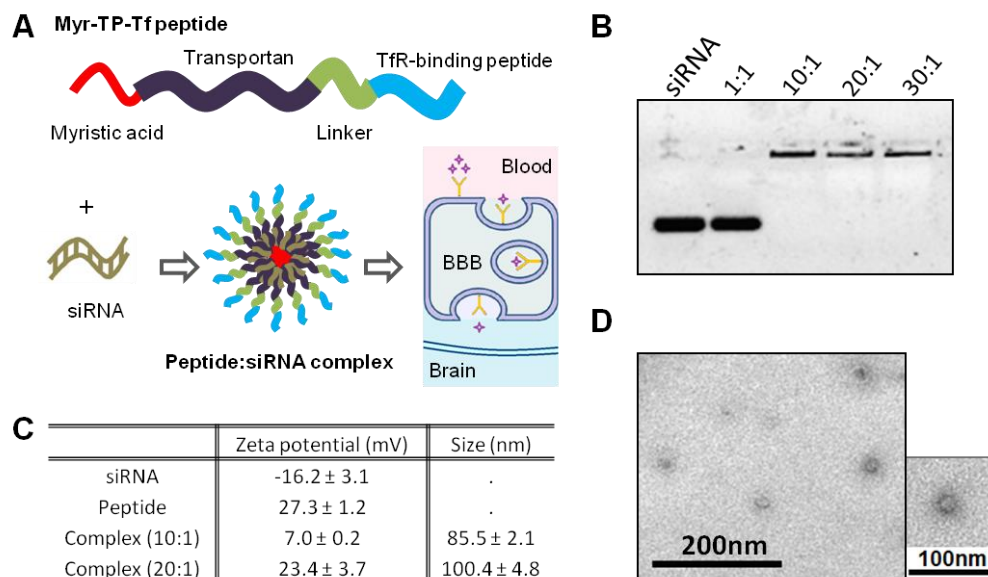 A
Myr-TP-Tf peptide
Transportan
TfR-binding peptide
Myristic acid
Linker
+
siRNA
Peptide:siRNA complex
Blood
BBB
Brain
B
siRNA
1:1
10:1
20:1
30:1
C
Zeta potential (mV) Size (nm)
siRNA -16.2 ± 3.1 .
Peptide 27.3 ± 1.2 .
Complex (10:1) 7.0 ± 0.2 85.5 ± 2.1
Complex (20:1) 23.4 ± 3.7 100.4 ± 4.8
D
200nm
100nm